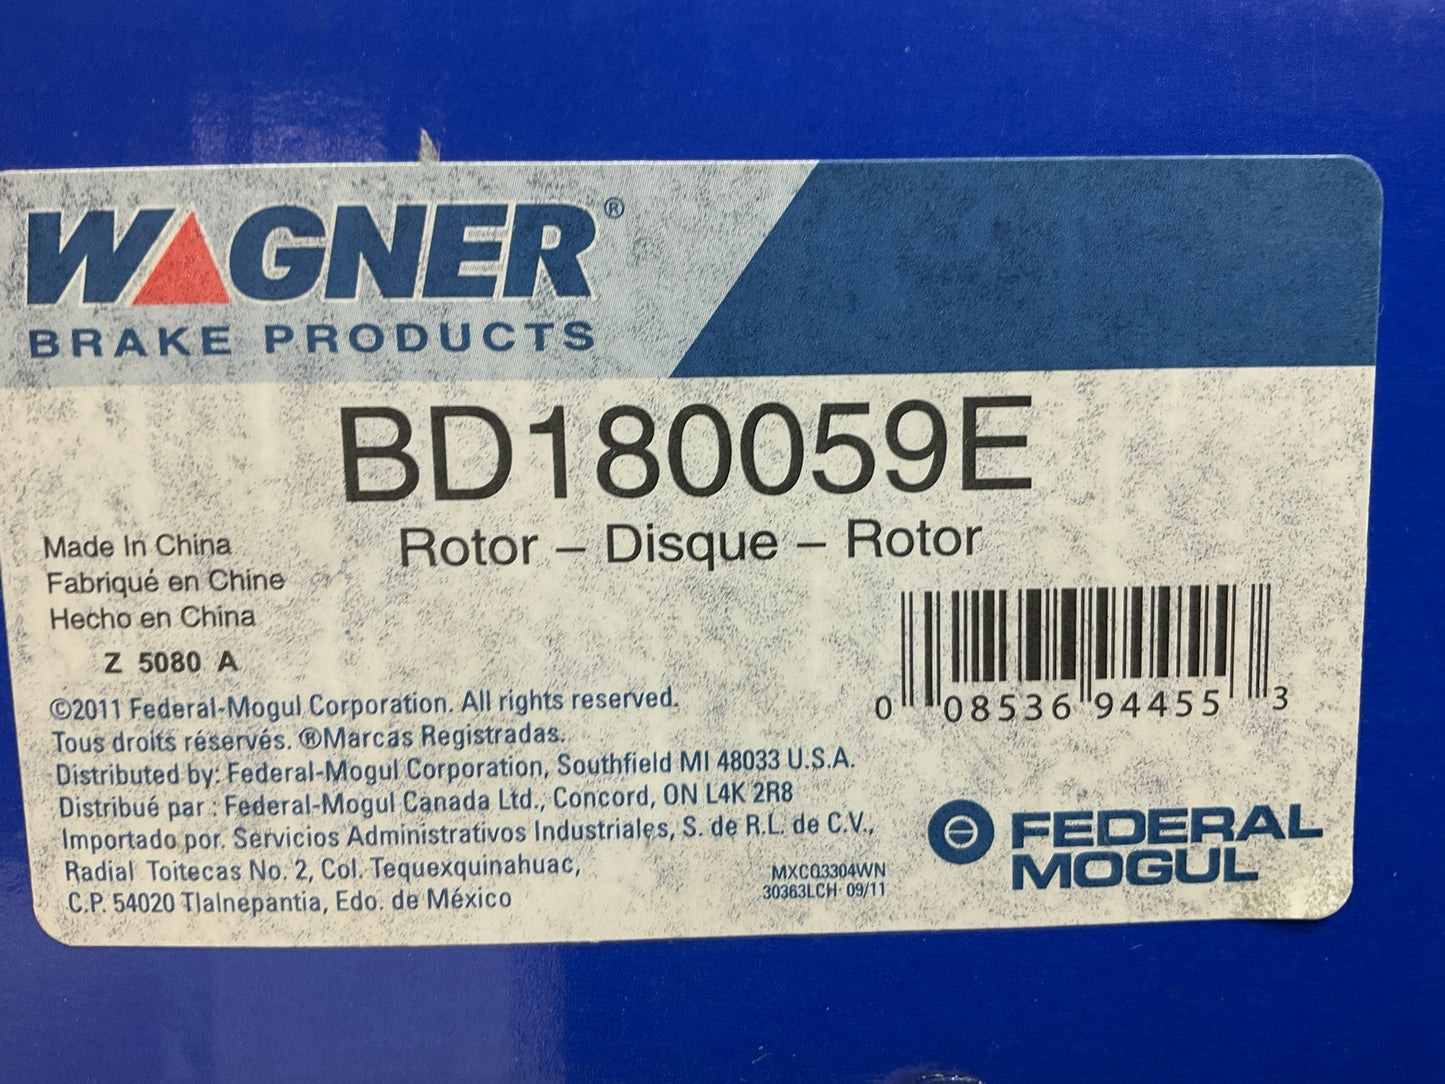 WAGNER®
BRAKE PRODUCTS
BD180059E
Rotor – Disque – Rotor
Made In China
Fabriqué en Chine
Hecho en China
Z 5080 A
0 08536 94455 3
©2011 Federal-Mogul Corporation. All rights reserved.
Tous droits réservés. ®Marcas Registradas.
Distributed by: Federal-Mogul Corporation, Southfield MI 48033 U.S.A.
Distribué par : Federal-Mogul Canada Ltd., Concord, ON L4K 2R8
Importado por. Servicios Administrativos Industriales, S. de R.L. de C.V.,
Radial Toitecas No. 2, Col. Tequexquinahuac,
C.P. 54020 Tlalnepantia, Edo. de México
MXCQ3304WN
30363LCH 09/11
FEDERAL
MOGUL